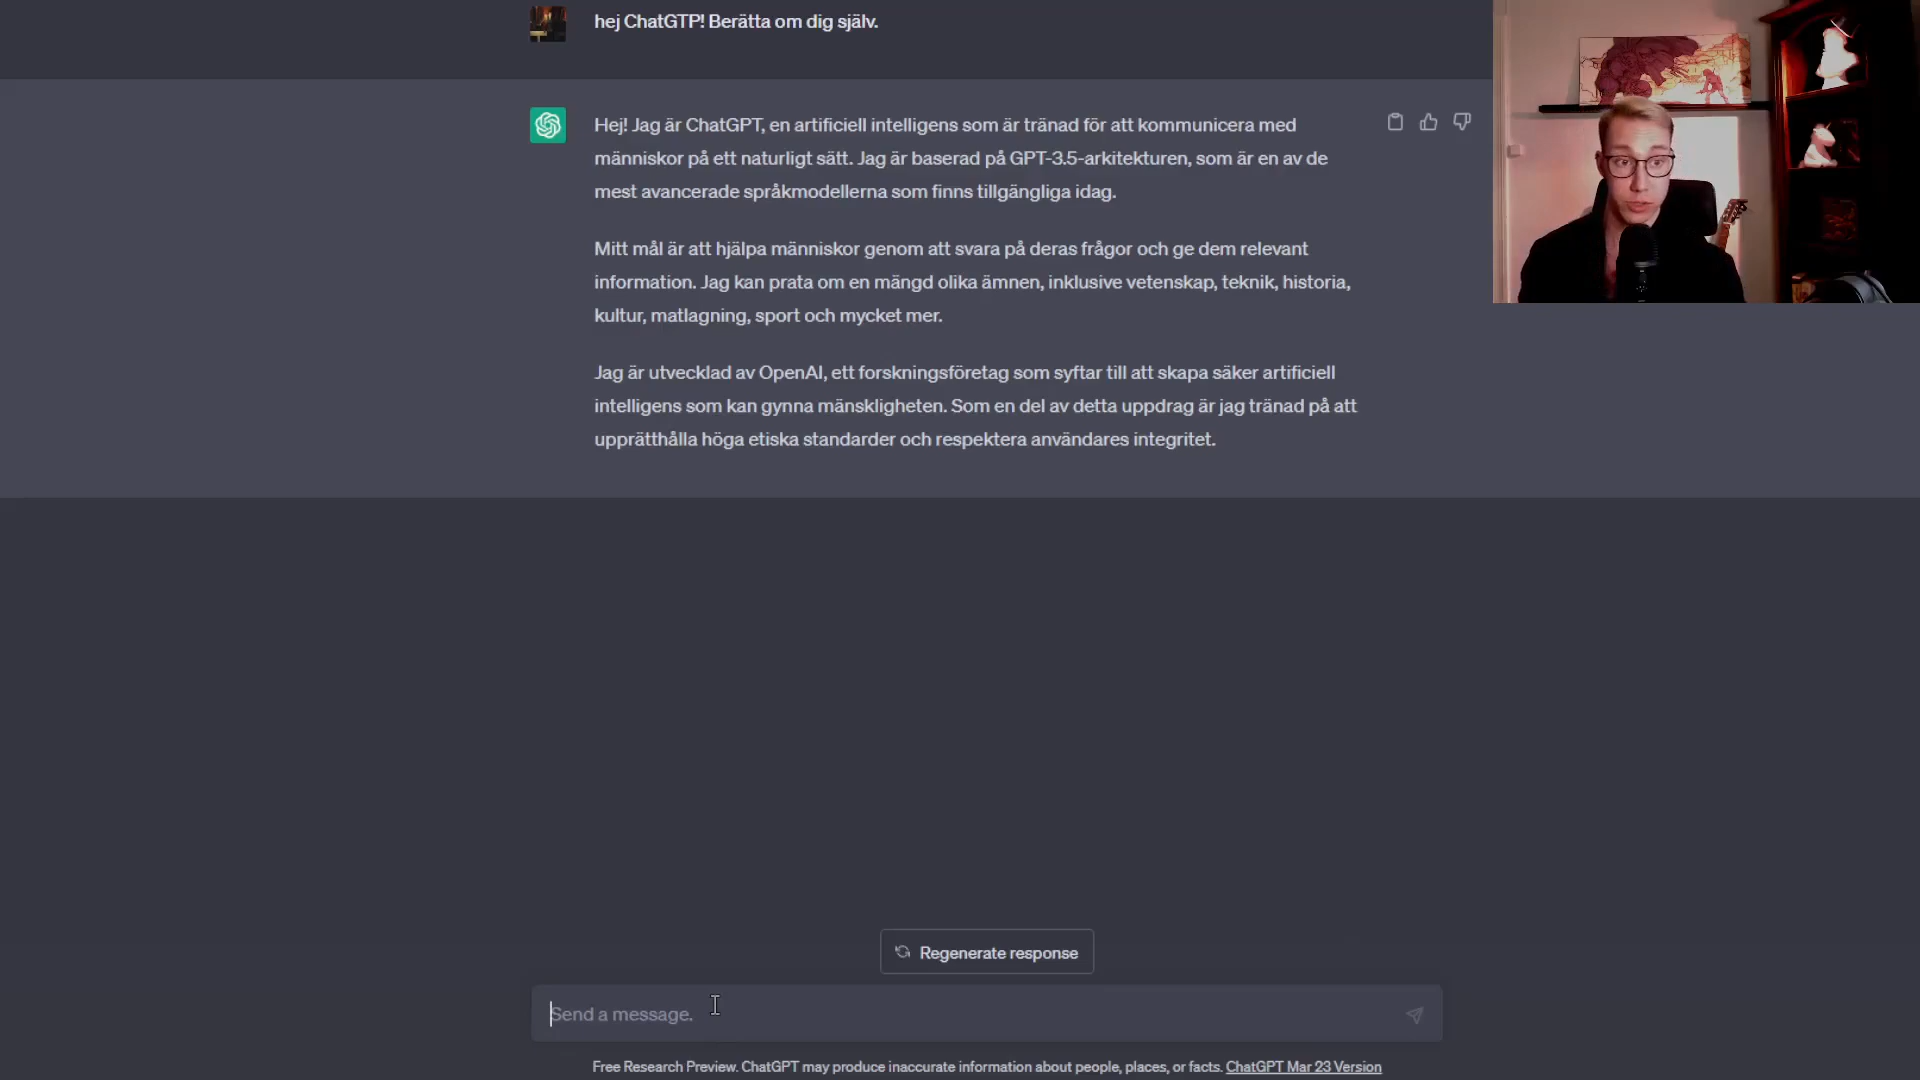 hej ChatGTP! Berätta om dig själv.
Hej! Jag är ChatGPT, en artificiell intelligens som är tränad för att kommunicera med
människor på ett naturligt sätt. Jag är baserad på GPT-3.5-arkitekturen, som är en av de
mest avancerade språkmodellerna som finns tillgängliga idag.
Mitt mål är att hjälpa människor genom att svara på deras frågor och ge dem relevant
information. Jag kan prata om en mängd olika ämnen, inklusive vetenskap, teknik, historia,
kultur, matlagning, sport och mycket mer.
Jag är utvecklad av OpenAI, ett forskningsföretag som syftar till att skapa säker artificiell
intelligens som kan gynna mänskligheten. Som en del av detta uppdrag är jag tränad på att
upprätthålla höga etiska standarder och respektera användares integritet.
Regenerate response
Send a message.
Free Research Preview. ChatGPT may produce inaccurate information about people, places, or facts. ChatGPT Mar 23 Version